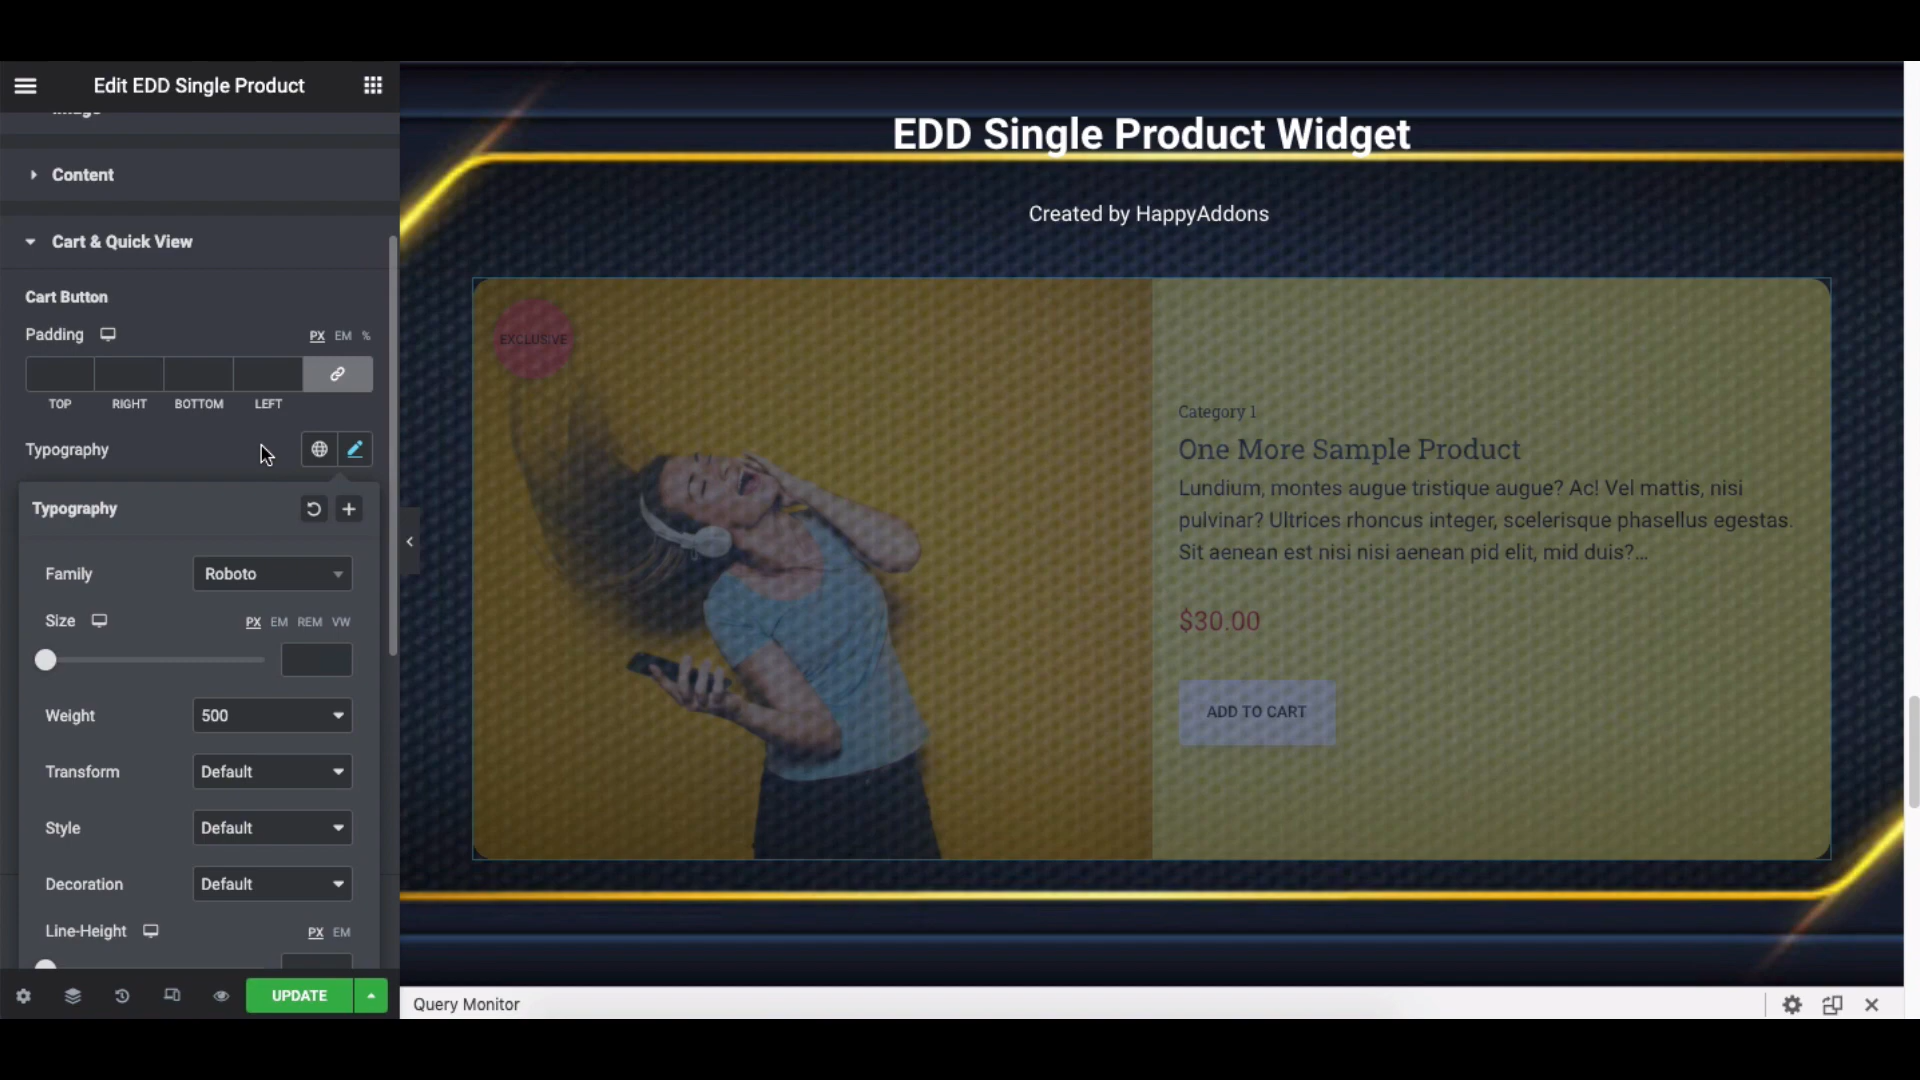 Edit EDD Single Product
Image
Content
Cart & Quick View
Cart Button
Padding
PX EM %
TOP RIGHT BOTTOM LEFT
Typography
Typography
Family
Roboto
Size
PX EM REM VW
Weight
500
Transform
Default
Style
Default
Decoration
Default
Line-Height
PX EM
UPDATE
EDD Single Product Widget
Created by HappyAddons
EXCLUSIVE
Category 1
One More Sample Product
Lundium, montes augue tristique augue? Ac! Vel mattis, nisi
pulvinar? Ultrices rhoncus integer, scelerisque phasellus egestas.
Sit aenean est nisi nisi aenean pid elit, mid duis?...
$30.00
ADD TO CART
Query Monitor